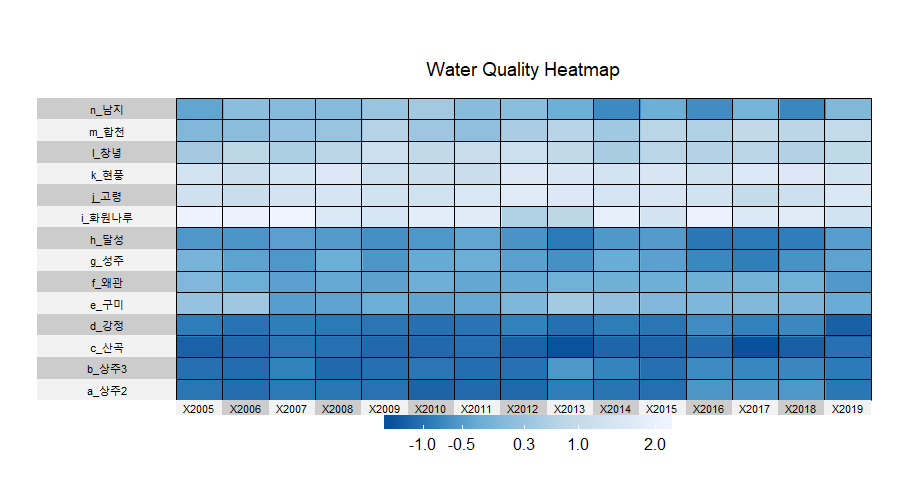 Water Quality Heatmap
n_남지
m_합천
l_창녕
k_현풍
j_고령
i_화원나루
h_달성
g_성주
f_왜관
e_구미
d_강정
c_산곡
b_상주3
a_상주2
X2005 X2006 X2007 X2008 X2009 X2010 X2011 X2012 X2013 X2014 X2015 X2016 X2017 X2018 X2019
-1.0 -0.5 0.3 1.0 2.0